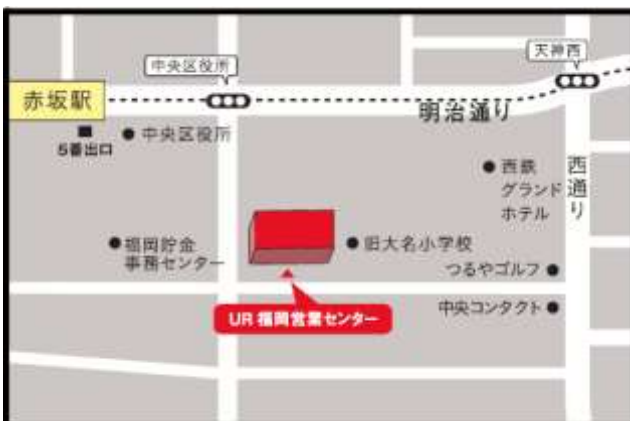 中央区役所
天神西
赤坂駅
明治通り
5番出口
中央区役所
西鉄
グランド
ホテル
西通り
福岡貯金
事務センター
旧大名小学校
つるやゴルフ
中央コンタクト
UR 福岡営業センター